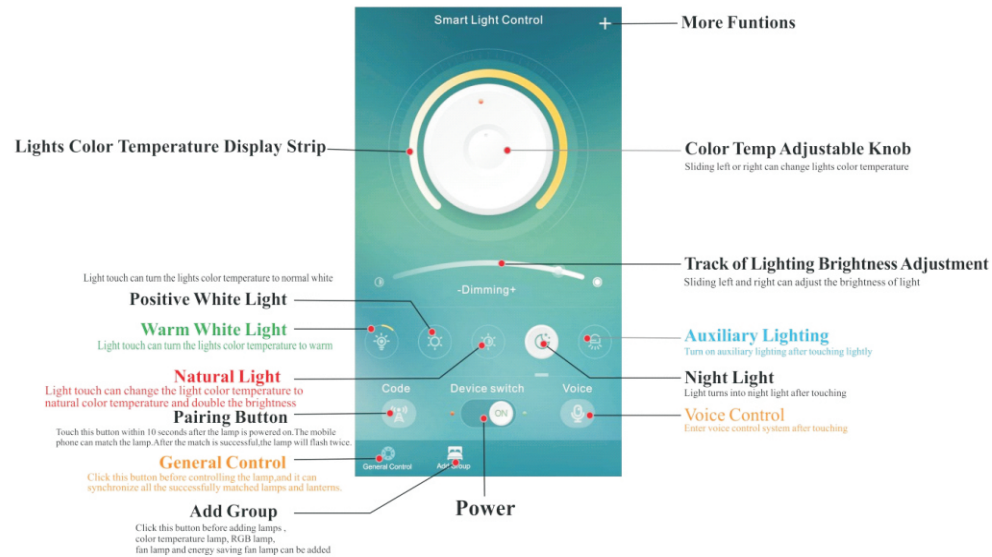 Smart Light Control
More Funtions
Lights Color Temperature Display Strip
Color Temp Adjustable Knob
Sliding left or right can change lights color temperature
Track of Lighting Brightness Adjustment
Sliding left and right can adjust the brightness of light
-Dimming+
Light touch can turn the lights color temperature to normal white
Positive White Light
Warm White Light
Light touch can turn the lights color temperature to warm
Auxiliary Lighting
Turn on auxiliary lighting after touching lightly
Natural Light
Light touch can change the light color temperature to
natural color temperature and double the brightness
Night Light
Light turns into night light after touching
Code
Device switch
Voice
ON
Pairing Button
Touch this button within 10 seconds after the lamp is powered on.The mobile
phone can match the lamp.After the match is successful,the lamp will flash twice.
Voice Control
Enter voice control system after touching
General Control
Click this button before controlling the lamp,and it can
synchronize all the successfully matched lamps and lanterns.
General Control
Add Group
Add Group
Click this button before adding lamps ,
color temperature lamp, RGB lamp,
fan lamp and energy saving fan lamp can be added
Power